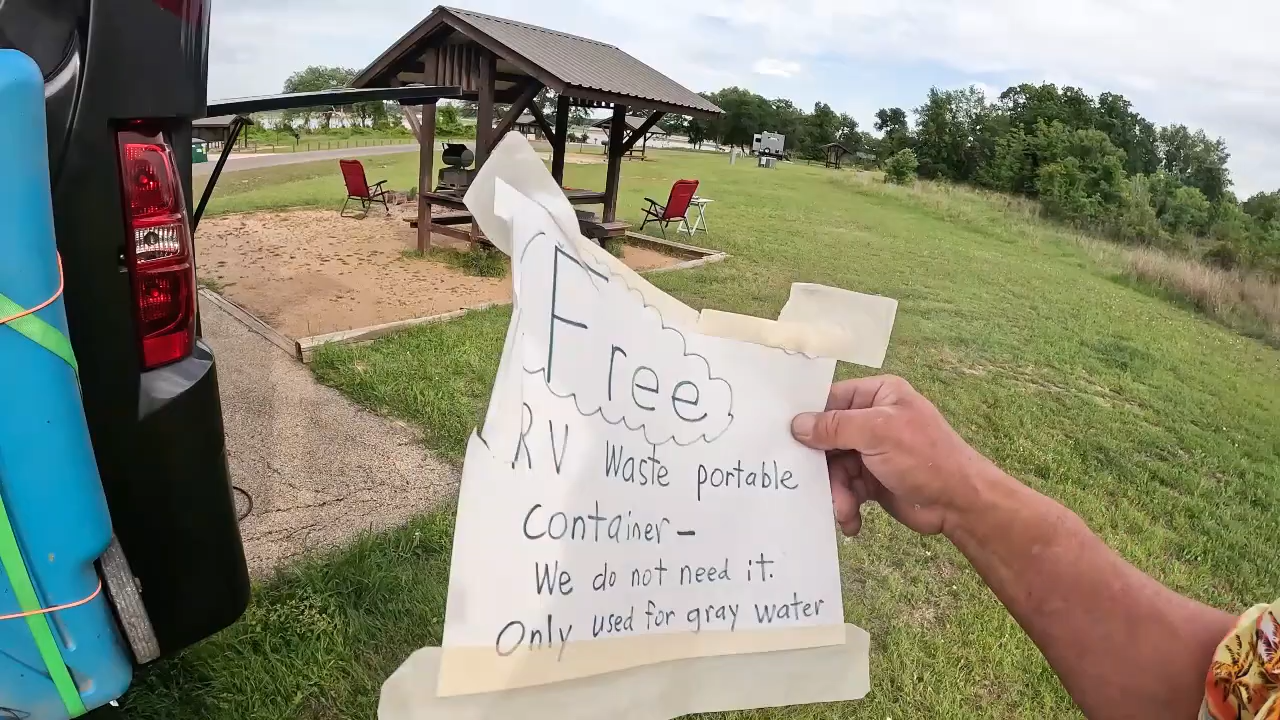 Free
RV Waste portable
Container-
We do not need it.
Only used for gray water